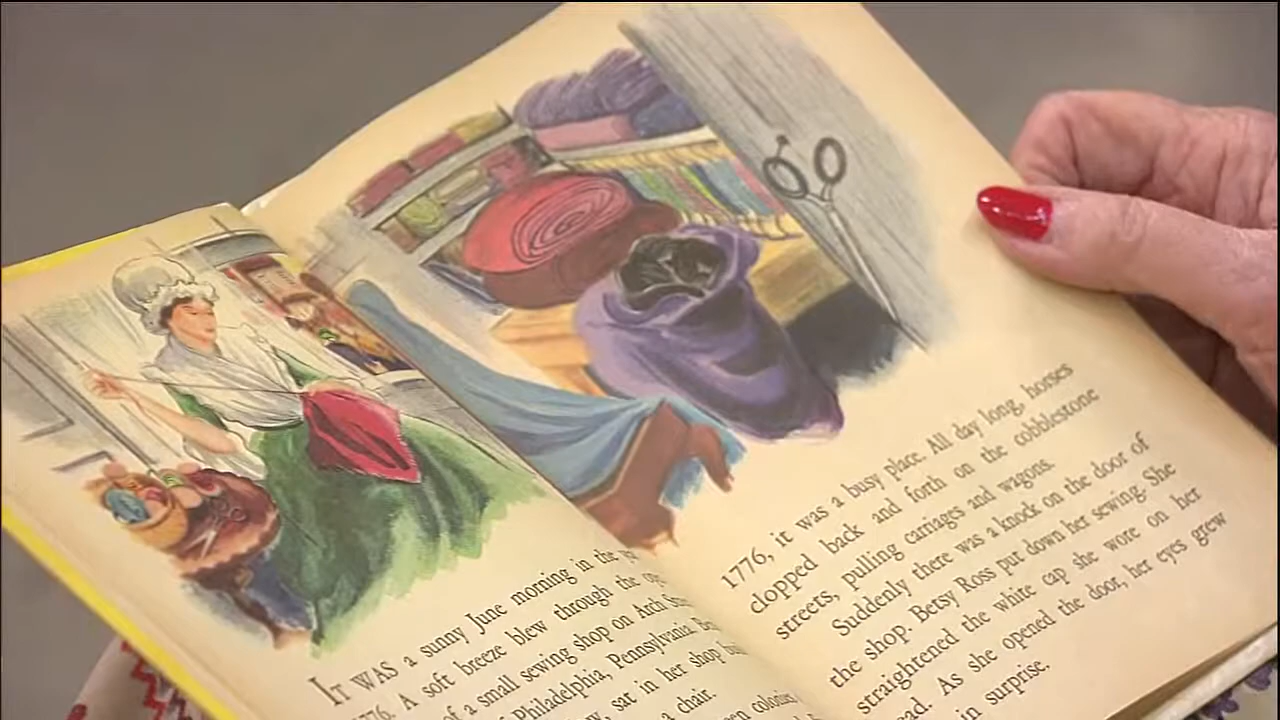 IT WAS a sunny June morning in the
1776. A soft breeze blew through the
of a small sewing shop on Arch
Philadelphia, Pennsylvania.
sat in her shop
a chair.
colonies
1776, it was a busy place. All day long, horses
clopped back and forth on the cobblestone
streets, pulling carriages and wagons.
Suddenly there was a knock on the door of
the shop. Betsy Ross put down her sewing. She
straightened the white cap she wore on her
head. As she opened the door, her eyes grew
in surprise.